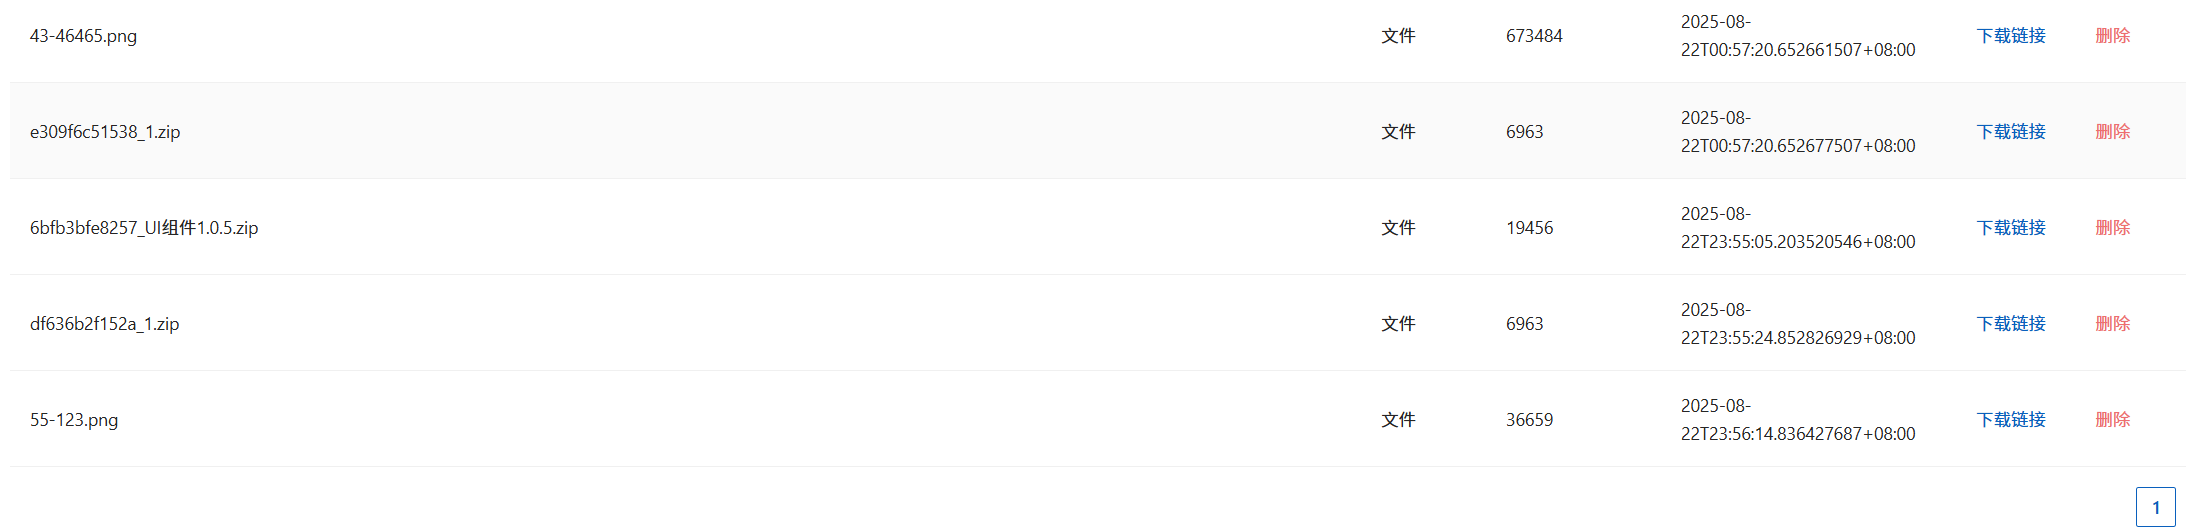 43-46465.png 文件 673484 2025-08-
22T00:57:20.652661507+08:00 下载链接 删除
e309f6c51538_1.zip 文件 6963 2025-08-
22T00:57:20.652677507+08:00 下载链接 删除
6bfb3bfe8257_UI组件1.0.5.zip 文件 19456 2025-08-
22T23:55:05.203520546+08:00 下载链接 删除
df636b2f152a_1.zip 文件 6963 2025-08-
22T23:55:24.852826929+08:00 下载链接 删除
55-123.png 文件 36659 2025-08-
22T23:56:14.836427687+08:00 下载链接 删除
1